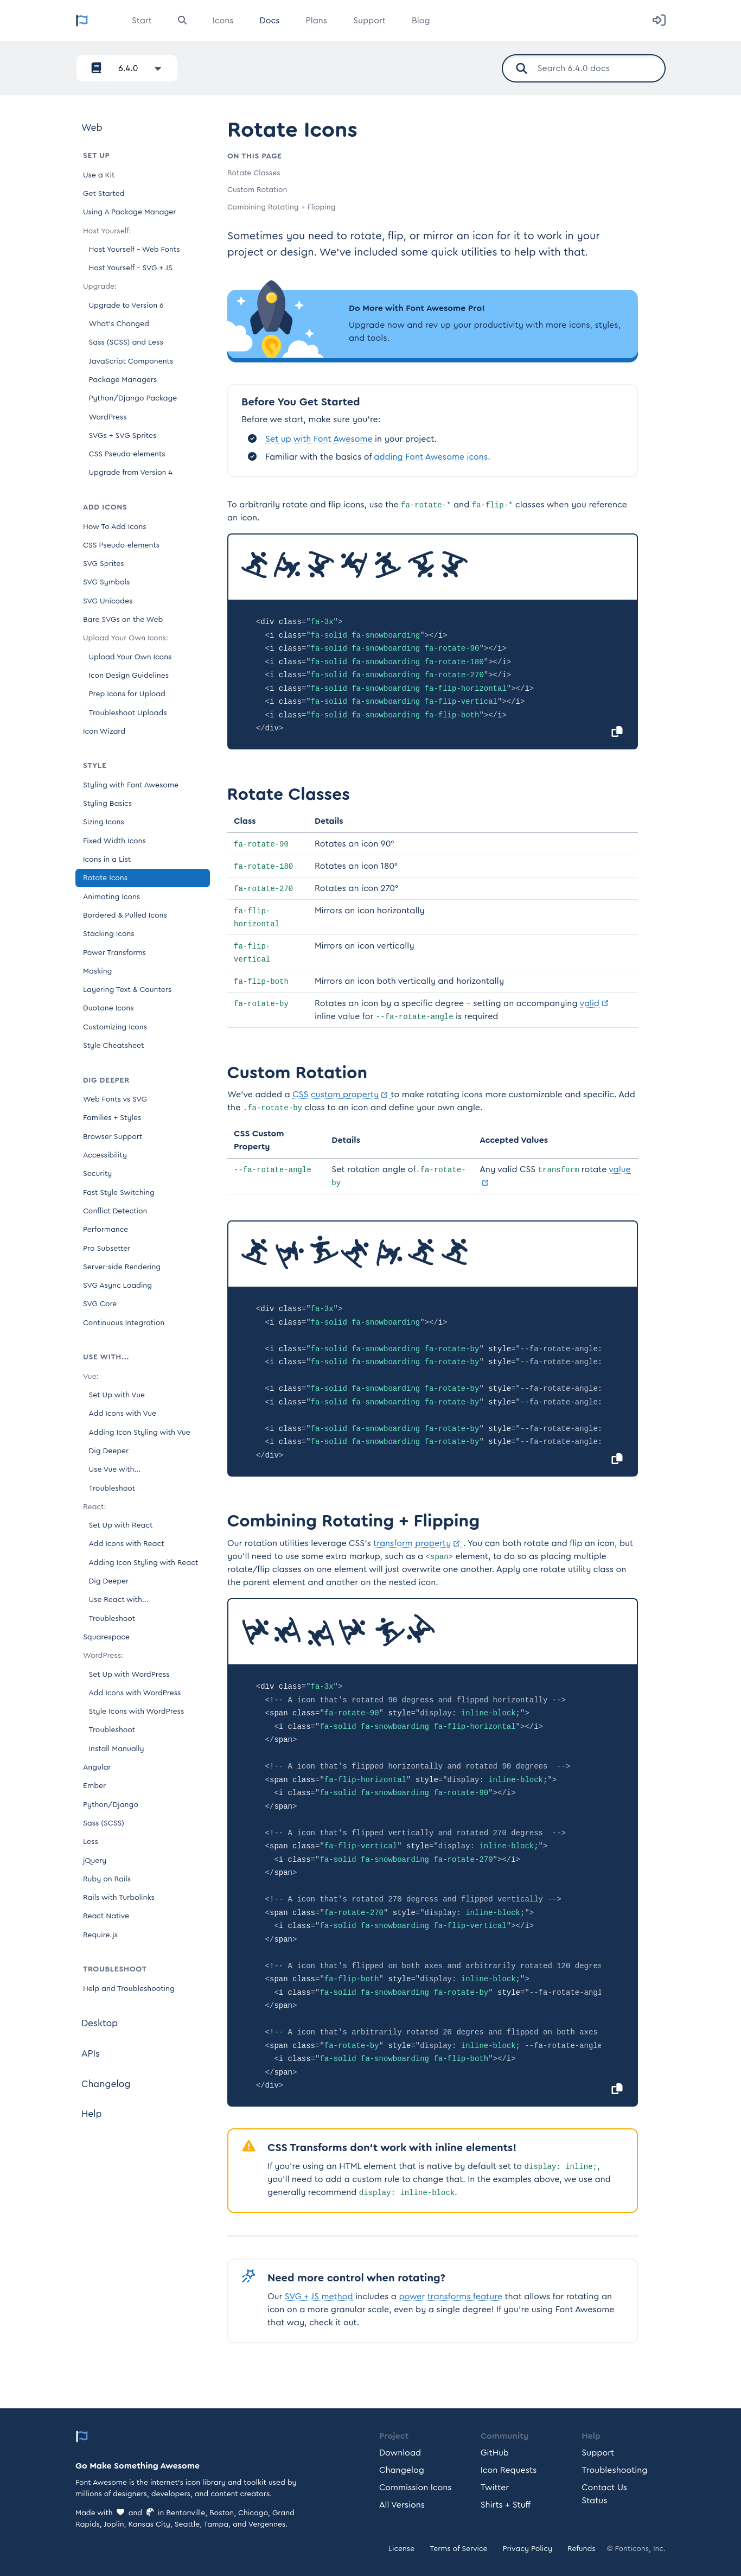 Start
Icons
Docs
Plans
Support
Blog
6.4.0
Search 6.4.0 docs
Web
SET UP
Use a Kit
Get Started
Using A Package Manager
Host Yourself:
Host Yourself – Web Fonts
Host Yourself – SVG + JS
Upgrade:
Upgrade to Version 6
What's Changed
Sass (SCSS) and Less
JavaScript Components
Package Managers
Python/Django Package
WordPress
SVGs + SVG Sprites
CSS Pseudo-elements
Upgrade from Version 4
ADD ICONS
How To Add Icons
CSS Pseudo-elements
SVG Sprites
SVG Symbols
SVG Unicodes
Bare SVGs on the Web
Upload Your Own Icons:
Upload Your Own Icons
Icon Design Guidelines
Prep Icons for Upload
Troubleshoot Uploads
Icon Wizard
STYLE
Styling with Font Awesome
Styling Basics
Sizing Icons
Fixed Width Icons
Icons in a List
Rotate Icons
Animating Icons
Bordered & Pulled Icons
Stacking Icons
Power Transforms
Masking
Layering Text & Counters
Duotone Icons
Customizing Icons
Style Cheatsheet
DIG DEEPER
Web Fonts vs SVG
Families + Styles
Browser Support
Accessibility
Security
Fast Style Switching
Conflict Detection
Performance
Pro Subsetter
Server-side Rendering
SVG Async Loading
SVG Core
Continuous Integration
USE WITH...
Vue:
Set Up with Vue
Add Icons with Vue
Adding Icon Styling with Vue
Dig Deeper
Use Vue with...
Troubleshoot
React:
Set Up with React
Add Icons with React
Adding Icon Styling with React
Dig Deeper
Use React with...
Troubleshoot
Squarespace
WordPress:
Set Up with WordPress
Add Icons with WordPress
Style Icons with WordPress
Troubleshoot
Install Manually
Angular
Ember
Python/Django
Sass (SCSS)
Less
jQuery
Ruby on Rails
Rails with Turbolinks
React Native
Require.js
TROUBLESHOOT
Help and Troubleshooting
Desktop
APIs
Changelog
Help
Rotate Icons
ON THIS PAGE
Rotate Classes
Custom Rotation
Combining Rotating + Flipping
Sometimes you need to rotate, flip, or mirror an icon for it to work in your
project or design. We've included some quick utilities to help with that.
Do More with Font Awesome Pro!
Upgrade now and rev up your productivity with more icons, styles,
and tools.
Before You Get Started
Before we start, make sure you're:
Set up with Font Awesome in your project.
Familiar with the basics of adding Font Awesome icons.
To arbitrarily rotate and flip icons, use the fa-rotate-* and fa-flip-* classes when you reference
an icon.
<div class="fa-3x">
<i class="fa-solid fa-snowboarding"></i>
<i class="fa-solid fa-snowboarding fa-rotate-90"></i>
<i class="fa-solid fa-snowboarding fa-rotate-180"></i>
<i class="fa-solid fa-snowboarding fa-rotate-270"></i>
<i class="fa-solid fa-snowboarding fa-flip-horizontal"></i>
<i class="fa-solid fa-snowboarding fa-flip-vertical"></i>
<i class="fa-solid fa-snowboarding fa-flip-both"></i>
</div>
Rotate Classes
Class Details
fa-rotate-90 Rotates an icon 90°
fa-rotate-180 Rotates an icon 180°
fa-rotate-270 Rotates an icon 270°
fa-flip- Mirrors an icon horizontally
horizontal
fa-flip- Mirrors an icon vertically
vertical
fa-flip-both Mirrors an icon both vertically and horizontally
fa-rotate-by Rotates an icon by a specific degree – setting an accompanying valid
inline value for --fa-rotate-angle is required
Custom Rotation
We've added a CSS custom property to make rotating icons more customizable and specific. Add
the .fa-rotate-by class to an icon and define your own angle.
CSS Custom
Property Details Accepted Values
--fa-rotate-angle Set rotation angle of .fa-rotate- Any valid CSS transform rotate value
by
<div class="fa-3x">
<i class="fa-solid fa-snowboarding"></i>
<i class="fa-solid fa-snowboarding fa-rotate-by" style="--fa-rotate-angle:
<i class="fa-solid fa-snowboarding fa-rotate-by" style="--fa-rotate-angle:
<i class="fa-solid fa-snowboarding fa-rotate-by" style="--fa-rotate-angle:
<i class="fa-solid fa-snowboarding fa-rotate-by" style="--fa-rotate-angle:
<i class="fa-solid fa-snowboarding fa-rotate-by" style="--fa-rotate-angle:
<i class="fa-solid fa-snowboarding fa-rotate-by" style="--fa-rotate-angle:
</div>
Combining Rotating + Flipping
Our rotation utilities leverage CSS's transform property . You can both rotate and flip an icon, but
you'll need to use some extra markup, such as a <span> element, to do so as placing multiple
rotate/flip classes on one element will just overwrite one another. Apply one rotate utility class on
the parent element and another on the nested icon.
<div class="fa-3x">
<!-- A icon that's rotated 90 degress and flipped horizontally -->
<span class="fa-rotate-90" style="display: inline-block;">
<i class="fa-solid fa-snowboarding fa-flip-horizontal"></i>
</span>
<!-- A icon that's flipped horizontally and rotated 90 degrees  -->
<span class="fa-flip-horizontal" style="display: inline-block;">
<i class="fa-solid fa-snowboarding fa-rotate-90"></i>
</span>
<!-- A icon that's flipped vertically and rotated 270 degress  -->
<span class="fa-flip-vertical" style="display: inline-block;">
<i class="fa-solid fa-snowboarding fa-rotate-270"></i>
</span>
<!-- A icon that's rotated 270 degress and flipped vertically -->
<span class="fa-rotate-270" style="display: inline-block;">
<i class="fa-solid fa-snowboarding fa-flip-vertical"></i>
</span>
<!-- A icon that's flipped on both axes and arbitrarily rotated 120 degres
<span class="fa-flip-both" style="display: inline-block;">
<i class="fa-solid fa-snowboarding fa-rotate-by" style="--fa-rotate-angl
</span>
<!-- A icon that's arbitrarily rotated 20 degres and flipped on both axes
<span class="fa-rotate-by" style="display: inline-block; --fa-rotate-angle
<i class="fa-solid fa-snowboarding fa-flip-both"></i>
</span>
</div>
CSS Transforms don't work with inline elements!
If you're using an HTML element that is native by default set to display: inline;,
you'll need to add a custom rule to change that. In the examples above, we use and
generally recommend display: inline-block.
Need more control when rotating?
Our SVG + JS method includes a power transforms feature that allows for rotating an
icon on a more granular scale, even by a single degree! If you're using Font Awesome
that way, check it out.
Go Make Something Awesome
Font Awesome is the internet's icon library and toolkit used by
millions of designers, developers, and content creators.
Made with and in Bentonville, Boston, Chicago, Grand
Rapids, Joplin, Kansas City, Seattle, Tampa, and Vergennes.
Project
Download
Changelog
Commission Icons
All Versions
Community
GitHub
Icon Requests
Twitter
Shirts + Stuff
Help
Support
Troubleshooting
Contact Us
Status
License
Terms of Service
Privacy Policy
Refunds
© Fonticons, Inc.